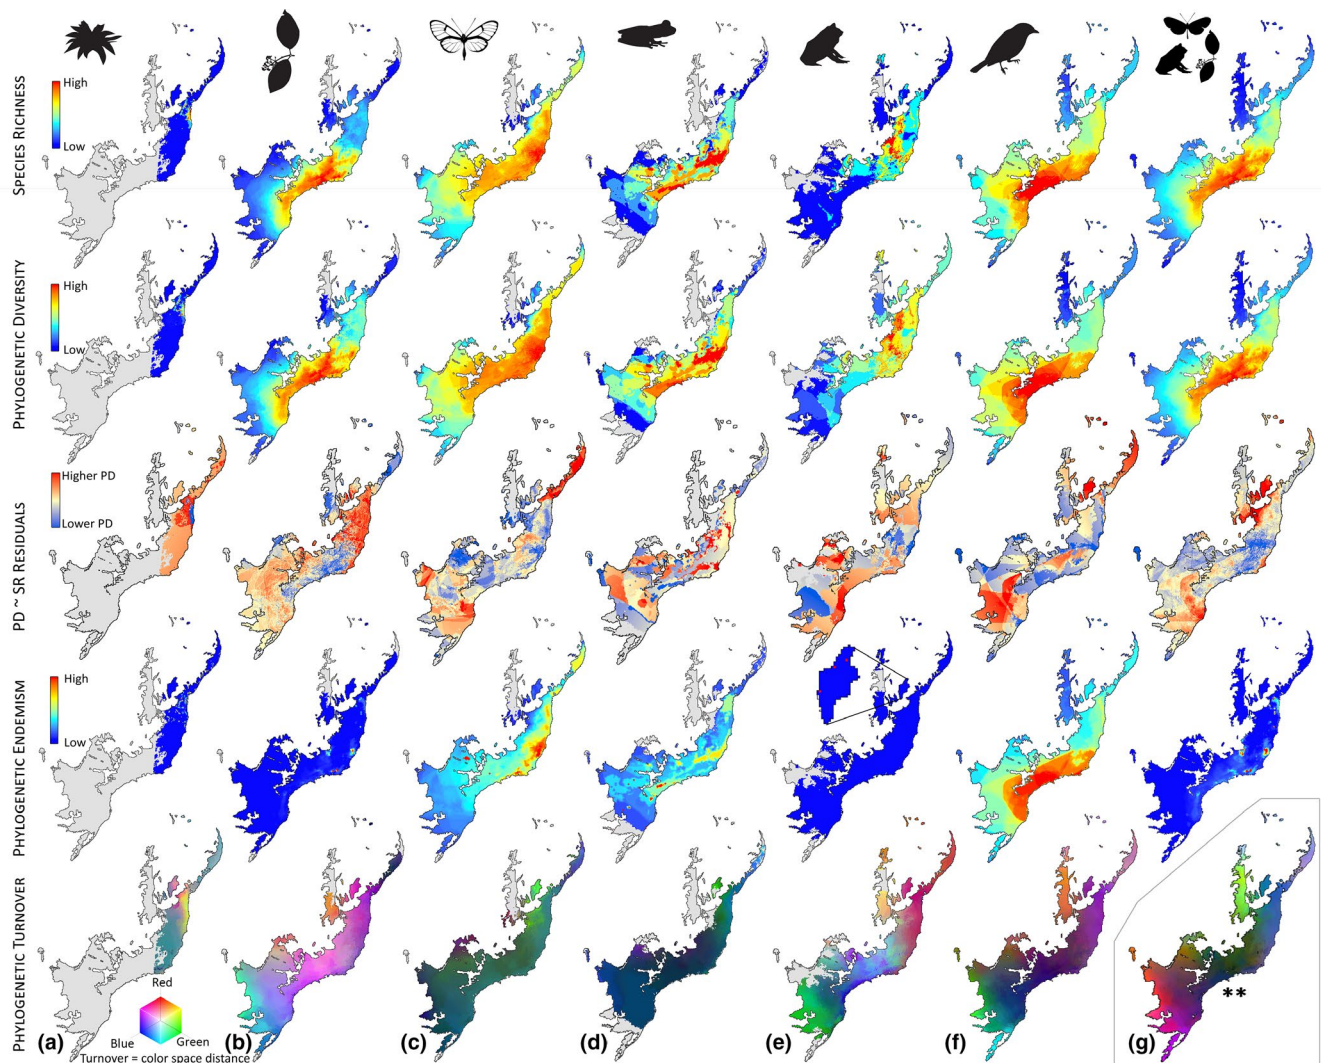 SPECIES RICHNESS
High
Low
PHYLOGENETIC DIVERSITY
High
Low
PD ~ SR RESIDUALS
Higher PD
Lower PD
PHYLOGENETIC ENDEMISM
High
Low
PHYLOGENETIC TURNOVER
Red
Blue
Green
Turnover = color space distance
(a)
(b)
(c)
(d)
(e)
(f)
(g)
**